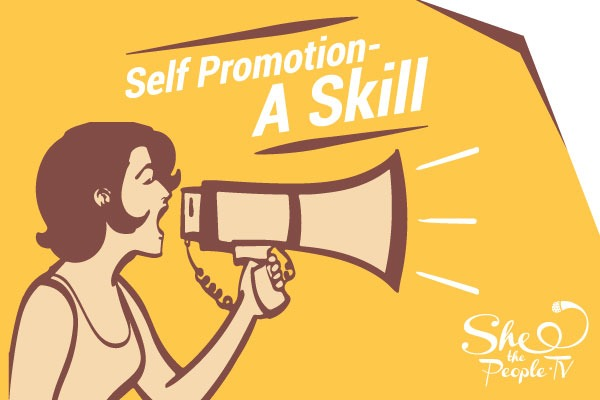 Self Promotion-
A Skill
She
the
People•TV